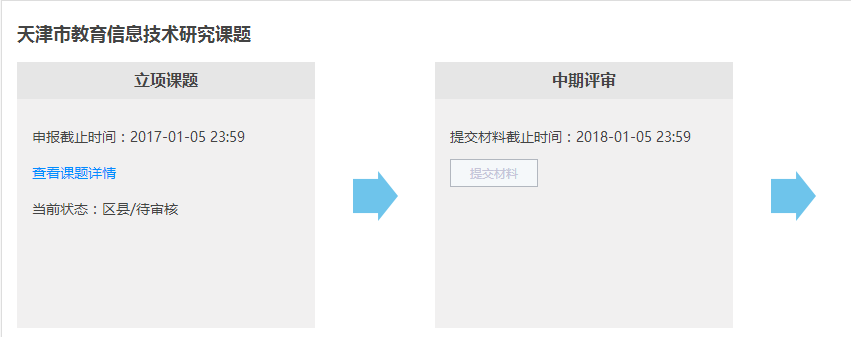 天津市教育信息技术研究课题
立项课题
申报截止时间：2017-01-05 23:59
查看课题详情
当前状态：区县/待审核
中期评审
提交材料截止时间：2018-01-05 23:59
提交材料